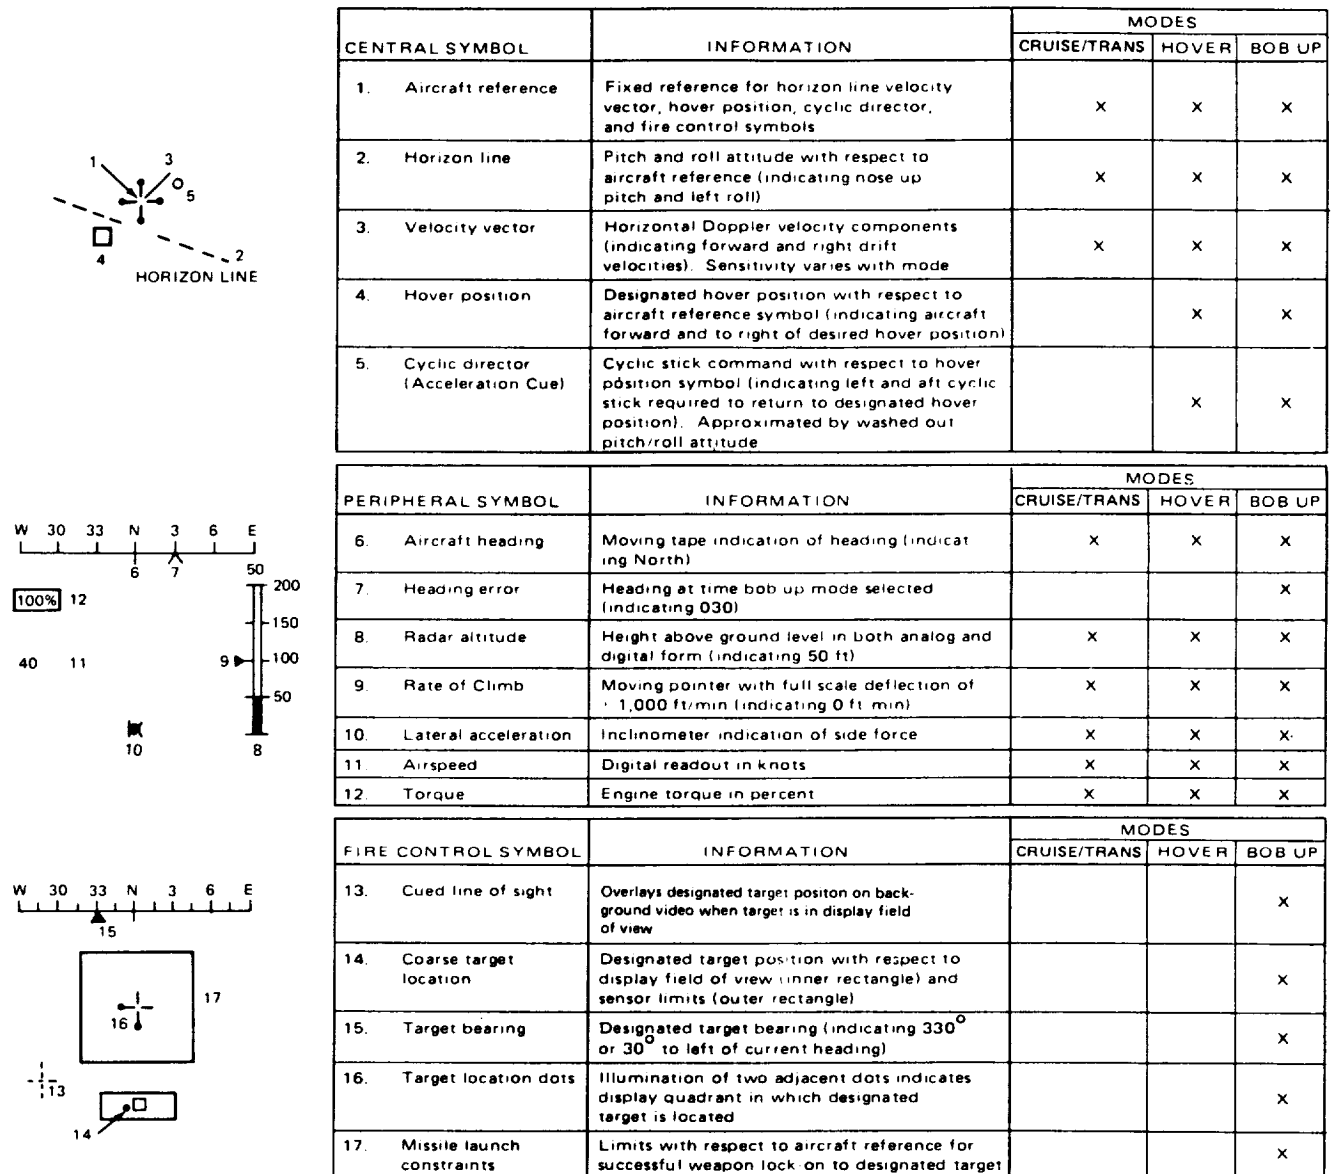 MODES
CENTRAL SYMBOL INFORMATION CRUISE/TRANS HOVER BOB UP
1. Aircraft reference Fixed reference for horizon line velocity
vector, hover position, cyclic director, x x x
and fire control symbols
2. Horizon line Pitch and roll attitude with respect to
aircraft reference (indicating nose up x x x
pitch and left roll)
3. Velocity vector Horizontal Doppler velocity components
(indicating forward and right drift x x x
velocities). Sensitivity varies with mode
4. Hover position Designated hover position with respect to
aircraft reference symbol (indicating aircraft x x
forward and to right of desired hover position)
5. Cyclic director Cyclic stick command with respect to hover
(Acceleration Cue) position symbol (indicating left and aft cyclic
stick required to return to designated hover x x
position). Approximated by washed out
pitch/roll attitude
1 3
5
2
4
HORIZON LINE
MODES
PERIPHERAL SYMBOL INFORMATION CRUISE/TRANS HOVER BOB UP
6. Aircraft heading Moving tape indication of heading (indicat x x x
ing North)
7. Heading error Heading at time bob up mode selected x
(indicating 030)
8. Radar altitude Height above ground level in both analog and x x x
digital form (indicating 50 ft)
9. Rate of Climb Moving pointer with full scale deflection of x x x
1,000 ft/min (indicating 0 ft min)
10. Lateral acceleration Inclinometer indication of side force x x x
11. Airspeed Digital readout in knots x x x
12. Torque Engine torque in percent x x x
W 30 33 N 3 6 E
6 7 50
200
100% 12
150
40 11 9 100
50
10 8
MODES
FIRE CONTROL SYMBOL INFORMATION CRUISE/TRANS HOVER BOB UP
13. Cued line of sight Overlays designated target positon on back-
ground video when target is in display field x
of view
14. Coarse target Designated target position with respect to
location display field of view (inner rectangle) and x
sensor limits (outer rectangle)
15. Target bearing Designated target bearing (indicating 330°
or 30° to left of current heading) x
16. Target location dots Illumination of two adjacent dots indicates
display quadrant in which designated x
target is located
17. Missile launch Limits with respect to aircraft reference for x
constraints successful weapon lock-on to designated target
W 30 33 N 3 6 E
15
17
16
13
14